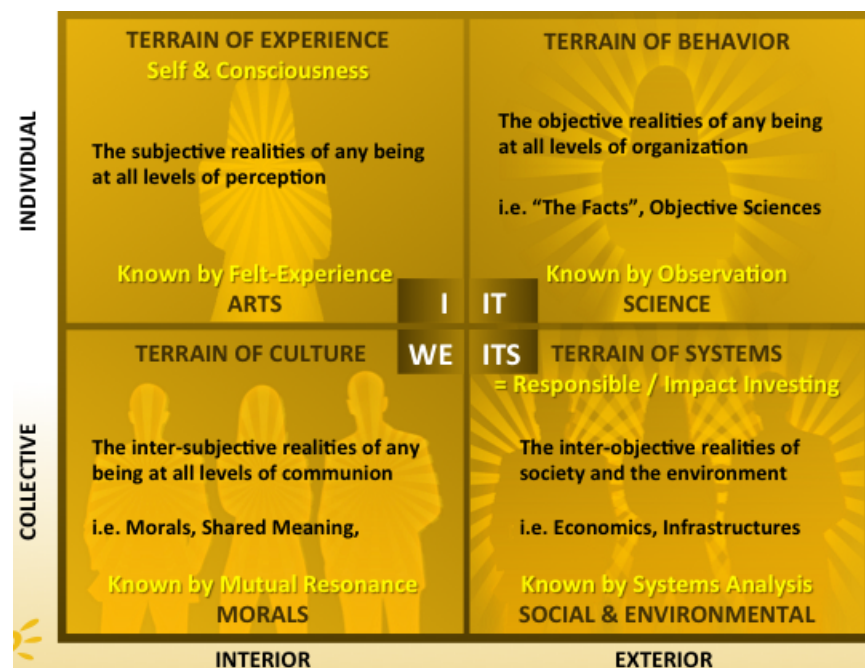 INDIVIDUAL
TERRAIN OF EXPERIENCE
Self & Consciousness
The subjective realities of any being
at all levels of perception
Known by Felt-Experience
ARTS
I
TERRAIN OF BEHAVIOR
The objective realities of any being
at all levels of organization
i.e. “The Facts”, Objective Sciences
Known by Observation
IT
SCIENCE
COLLECTIVE
TERRAIN OF CULTURE
WE
The inter-subjective realities of any
being at all levels of communion
i.e. Morals, Shared Meaning,
Known by Mutual Resonance
MORALS
ITS
TERRAIN OF SYSTEMS
= Responsible / Impact Investing
The inter-objective realities of
society and the environment
i.e. Economics, Infrastructures
Known by Systems Analysis
SOCIAL & ENVIRONMENTAL
INTERIOR
EXTERIOR